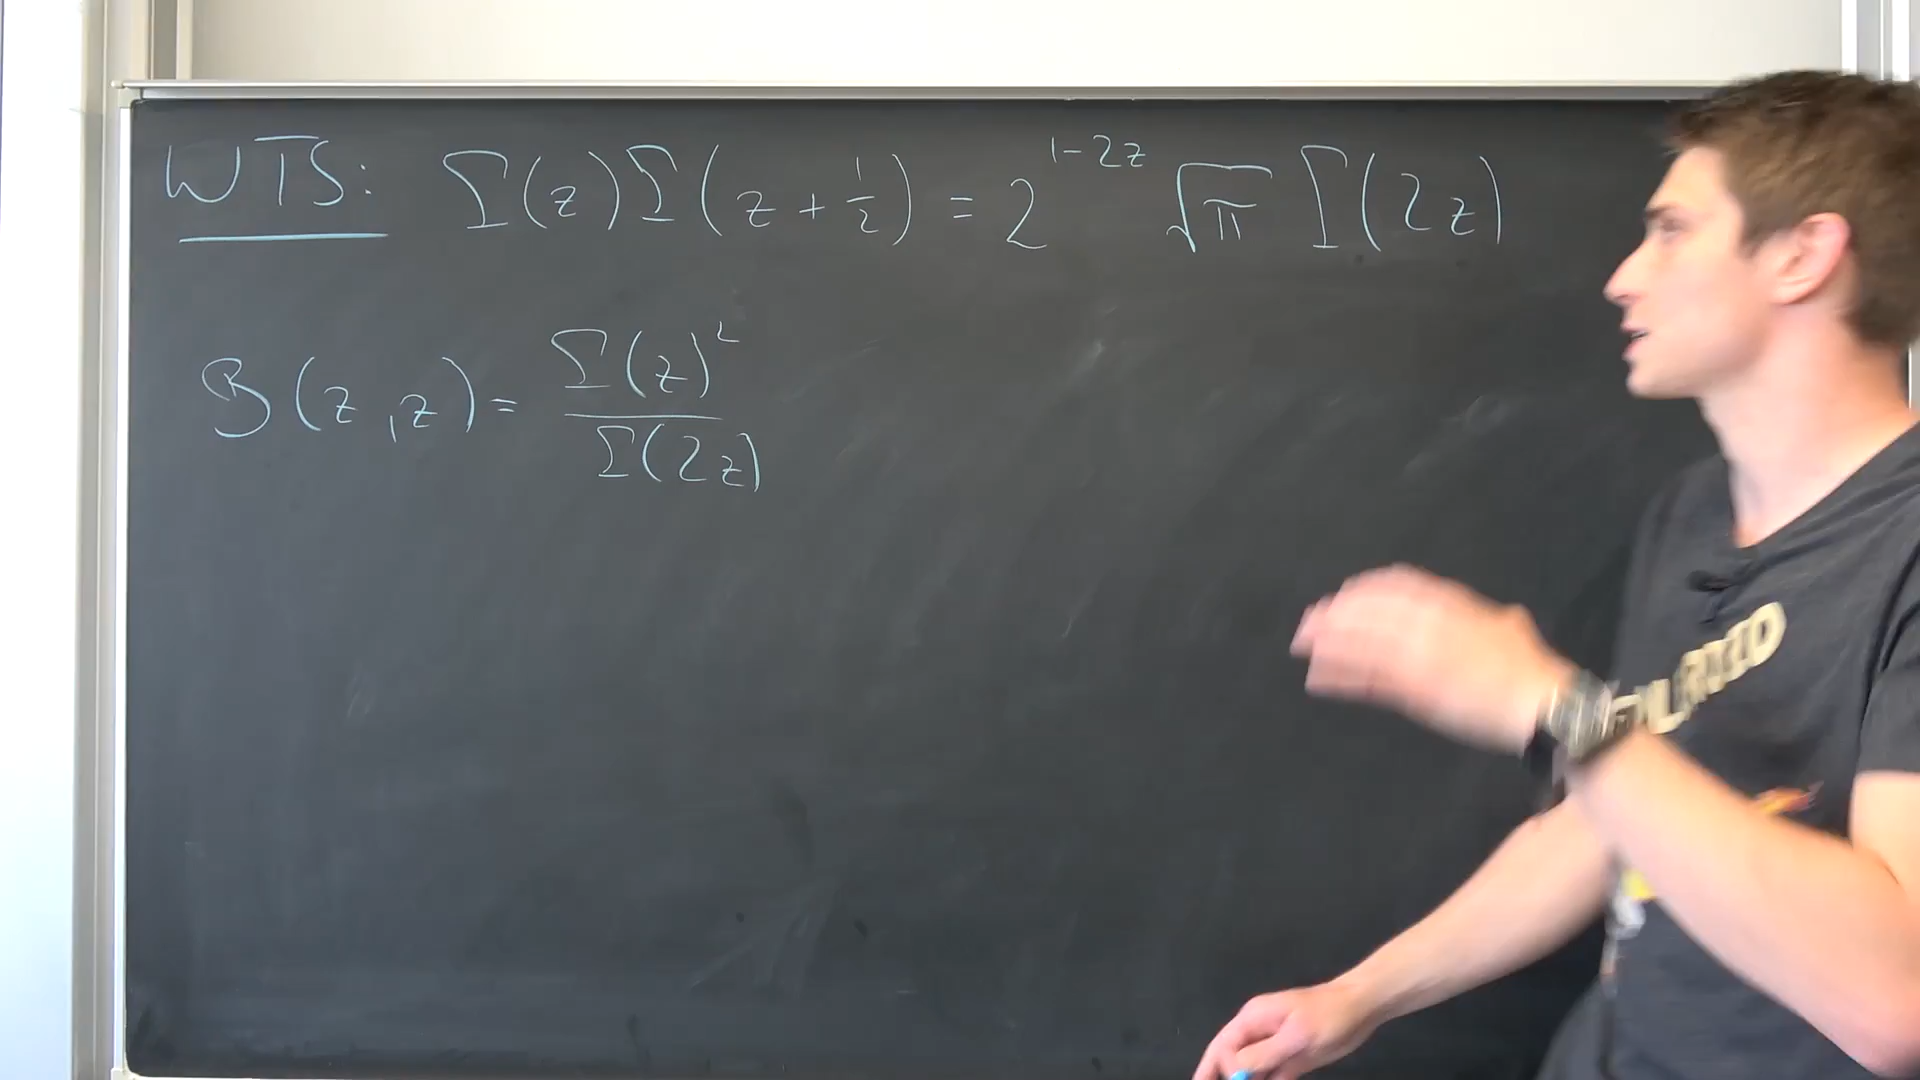 WTS: Γ(z)Γ(z + 1/2) = 2^{1-2z} √π Γ(2z)
B(z,z) = Γ(z)²/Γ(2z)